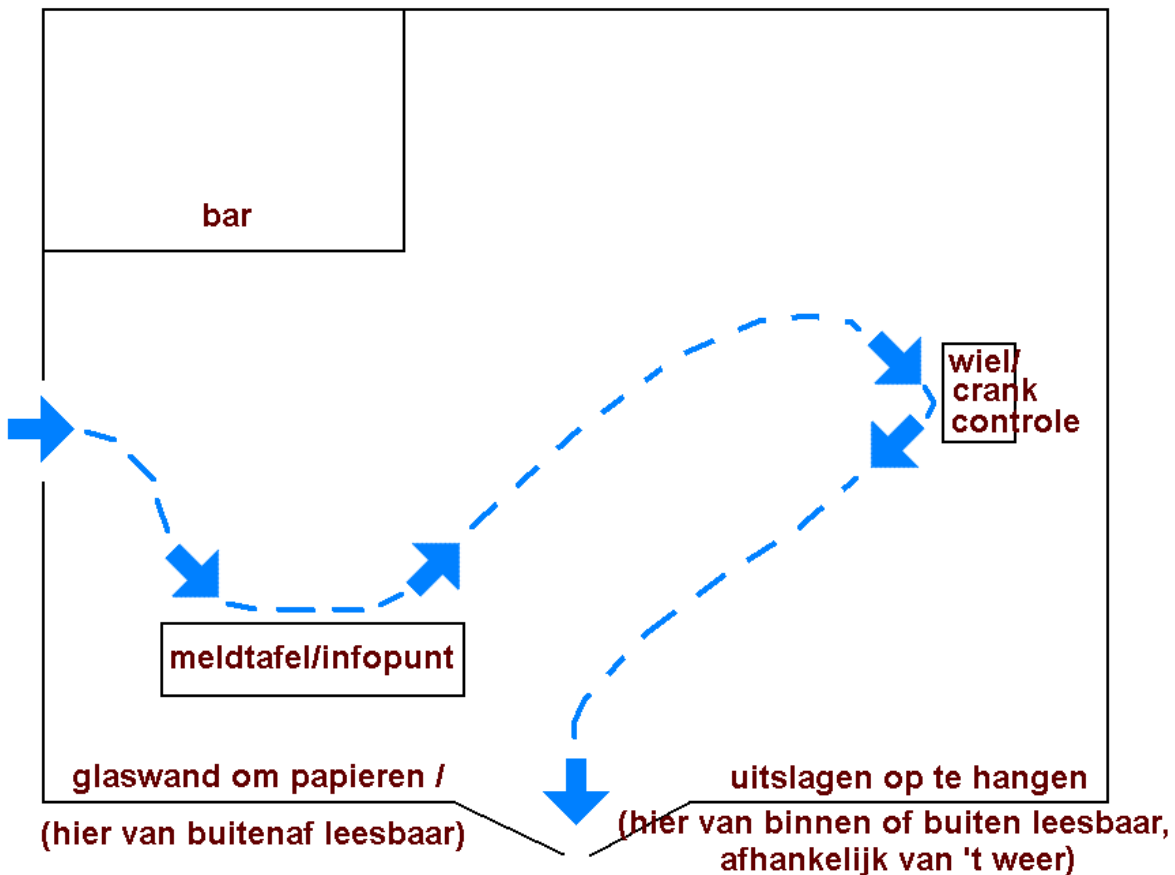 bar
wiel/
crank
controle
meldtafel/infopunt
glaswand om papieren /
(hier van buitenaf leesbaar)
uitslagen op te hangen
(hier van binnen of buiten leesbaar,
afhankelijk van 't weer)